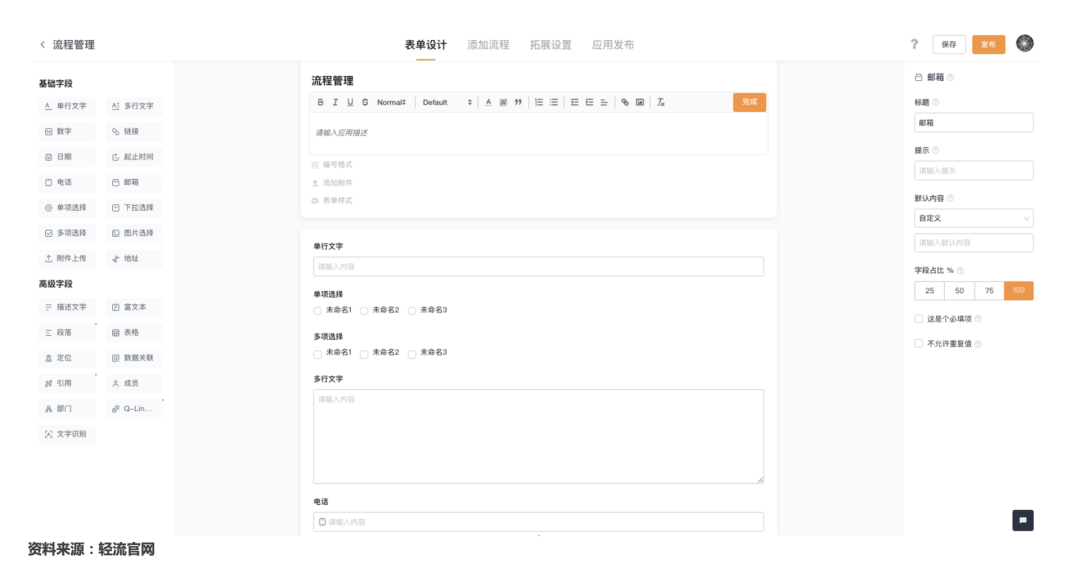 流程管理
表单设计 添加流程 拓展设置 应用发布
? 保存 发布
基础字段
单行文字 多行文字
数字 链接
日期 起止时间
电话 邮箱
单项选择 下拉选择
多项选择 图片选择
附件上传 地址
高级字段
描述文字 富文本
段落 表格
定位 数据关联
引用 成员
部门 Q-Lin...
文字识别
流程管理
B I U S Normal Default 完成
请输入应用描述
编号格式
添加附件
表单样式
单行文字
请输入内容
单项选择
未命名1 未命名2 未命名3
多项选择
未命名1 未命名2 未命名3
多行文字
请输入内容
电话
请输入内容
邮箱
标题
邮箱
提示
请输入提示
默认内容
自定义
请输入默认内容
字段占比 %
25 50 75 100
这是个必填项
不允许重复值
资料来源：轻流官网